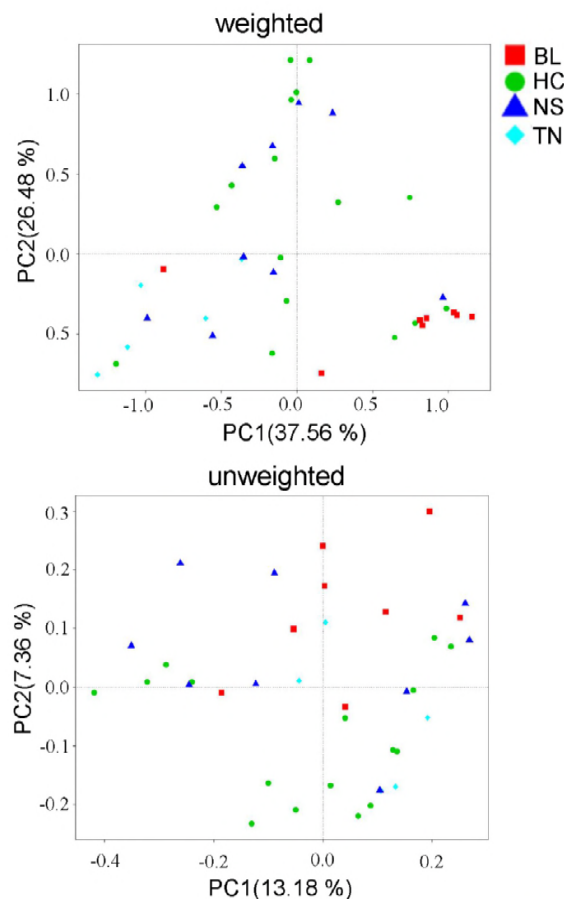 weighted
BL
HC
NS
TN
1.0
0.5
0.0
0.5
PC2(26.48 %)
-1.0 -0.5 0.0 0.5 1.0
PC1(37.56 %)
unweighted
0.3
0.2
0.1
0.0
-0.1
-0.2
PC2(7.36 %)
-0.4 -0.2 0.0 0.2
PC1(13.18 %)